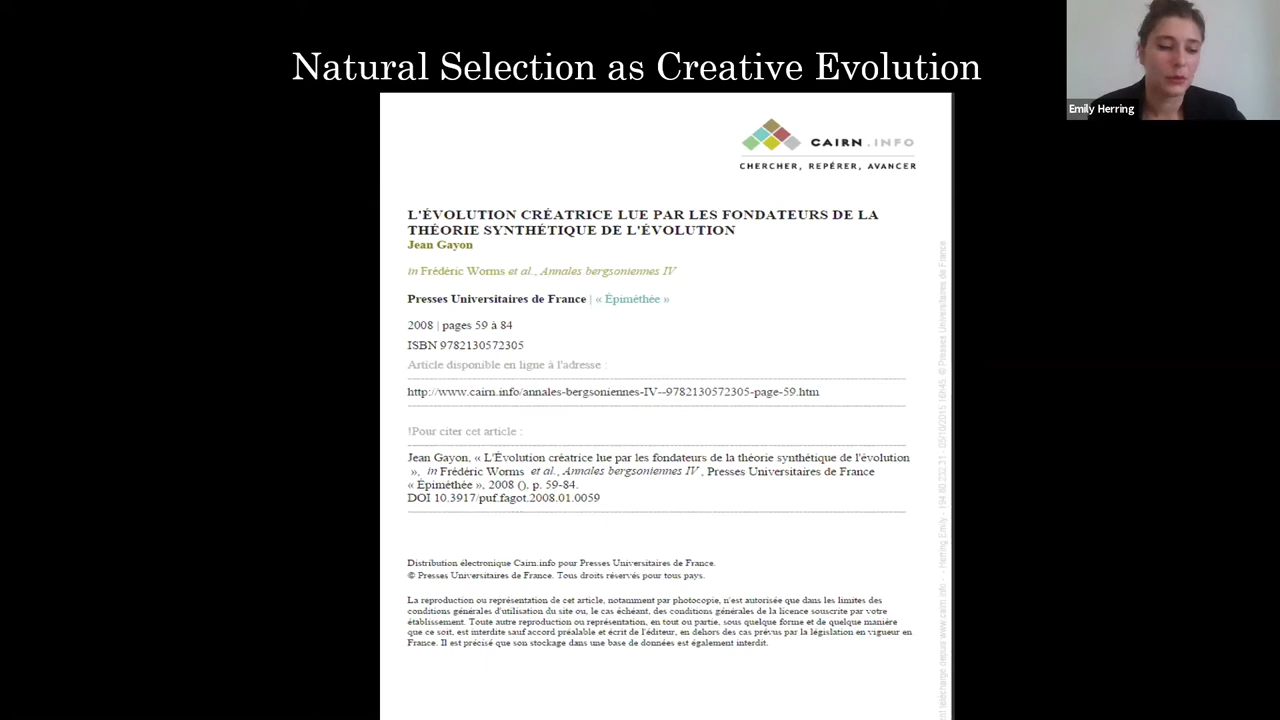 Natural Selection as Creative Evolution
Emily Herring
CAIRN.INFO
CHERCHER, REPÉRER, AVANCER
L'ÉVOLUTION CRÉATRICE LUE PAR LES FONDATEURS DE LA
THÉORIE SYNTHÉTIQUE DE L'ÉVOLUTION
Jean Gayon
in Frédéric Worms et al., Annales bergsoniennes IV
Presses Universitaires de France | « Épiméthée »
2008 | pages 59 à 84
ISBN 9782130572305
Article disponible en ligne à l'adresse :
http://www.cairn.info/annales-bergsoniennes-IV--9782130572305-page-59.htm
!Pour citer cet article :
Jean Gayon, « L'Évolution créatrice lue par les fondateurs de la théorie synthétique de l'évolution
», in Frédéric Worms et al., Annales bergsoniennes IV, Presses Universitaires de France
« Épiméthée », 2008 (), p. 59-84.
DOI 10.3917/puf.fagot.2008.01.0059
Distribution électronique Cairn.info pour Presses Universitaires de France.
© Presses Universitaires de France. Tous droits réservés pour tous pays.
La reproduction ou représentation de cet article, notamment par photocopie, n'est autorisée que dans les limites des
conditions générales d'utilisation du site ou, le cas échéant, des conditions générales de la licence souscrite par votre
établissement. Toute autre reproduction ou représentation, en tout ou partie, sous quelque forme et de quelque manière
que ce soit, est interdite sauf accord préalable et écrit de l'éditeur, en dehors des cas prévus par la législation en vigueur en
France. Il est précisé que son stockage dans une base de données est également interdit.